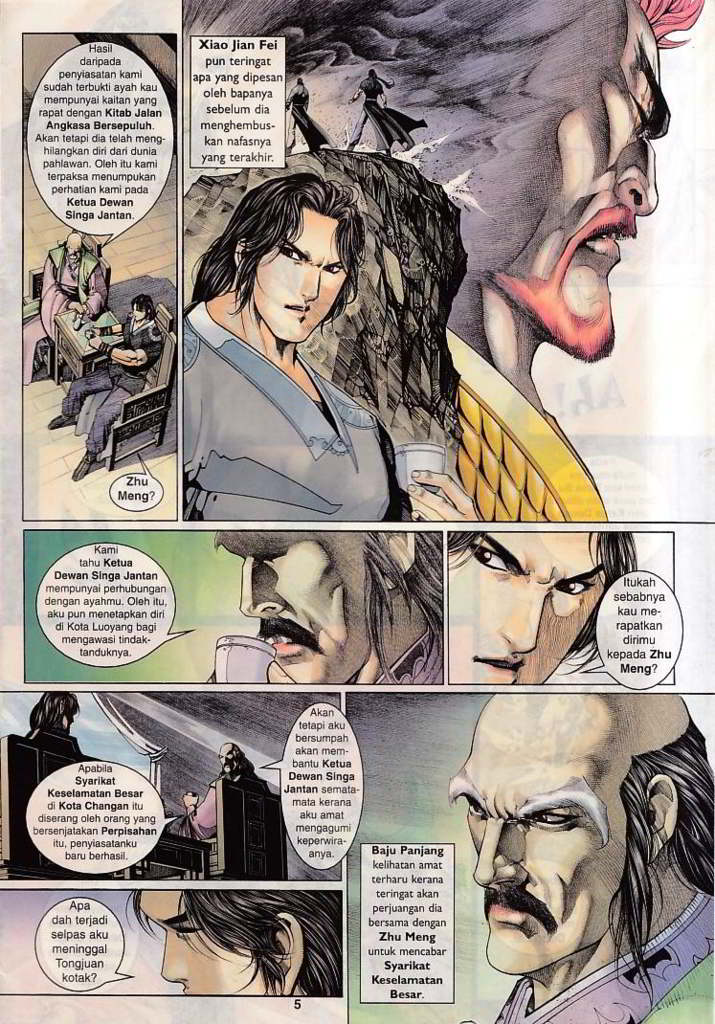 Hasil
daripada
penyiasatan kami
sudah terbukti ayah kau
mempunyai kaitan yang
rapat dengan Kitab Jalan
Angkasa Bersepuluh.
Akan tetapi dia telah meng-
hilangkan diri dari dunia
pahlawan. Oleh itu kami
terpaksa menumpukan
perhatian kami pada
Ketua Dewan
Singa Jantan.
Zhu
Meng?
Xiao Jian Fei
pun teringat
apa yang dipesan
oleh bapanya
sebelum dia
menghembus-
kan nafasnya
yang terakhir.
Kami
tahu Ketua
Dewan Singa Jantan
mempunyai perhubungan
dengan ayahmu. Oleh itu,
aku pun menetapkan diri
di Kota Luoyang bagi
mengawasi tindak-
tanduknya.
Itukah
sebabnya
kau me-
rapatkan
dirimu
kepada Zhu
Meng?
Apabila
Syarikat
Keselamatan Besar
di Kota Changan itu
diserang oleh orang yang
bersenjatakan Perpisahan
itu, penyiasatanku
baru berhasil.
Akan
tetapi aku
bersumpah
akan mem-
bantu Ketua
Dewan Singa
Jantan semata-
mata kerana
aku amat
mengagumi
keperwira-
anya.
Apa
dah terjadi
selpas aku
meninggal
Tongjuan
kotak?
Baju Panjang
kelihatan amat
terharu kerana
teringat akan
perjuangan dia
bersama dengan
Zhu Meng
untuk mencabar
Syarikat
Keselamatan
Besar.
5